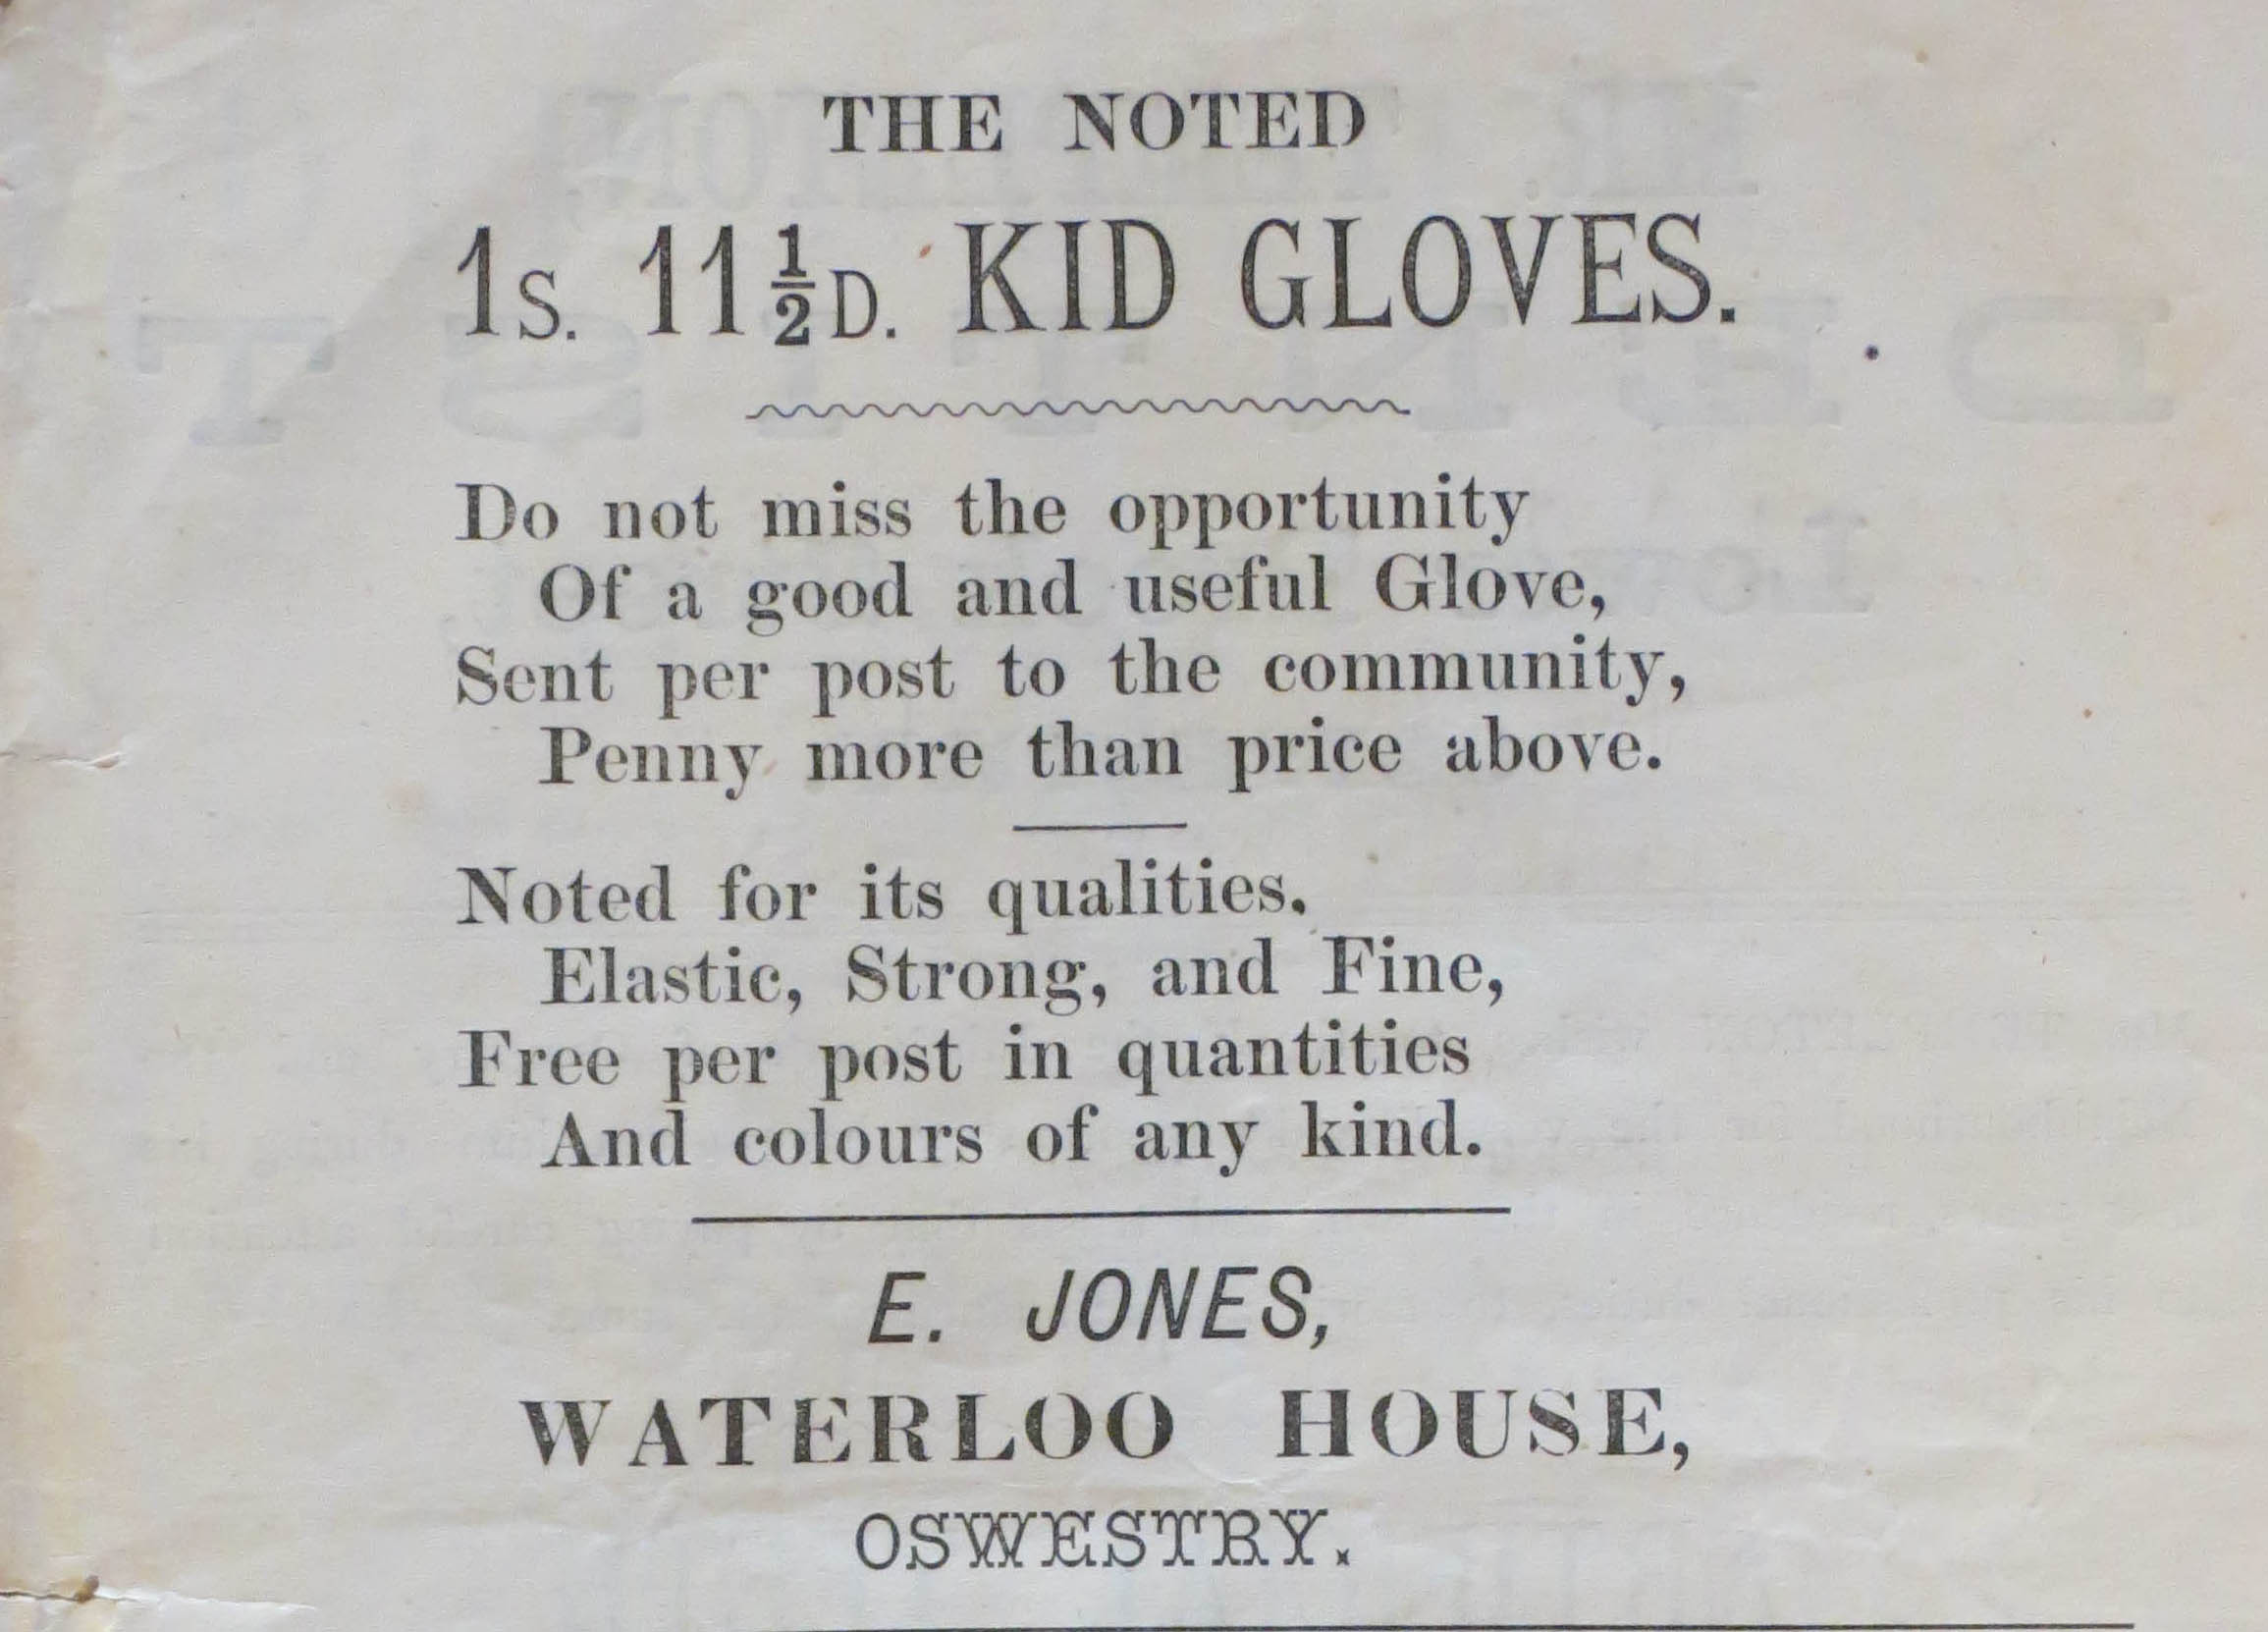 THE NOTED
1S. 11½D. KID GLOVES.
Do not miss the opportunity
Of a good and useful Glove,
Sent per post to the community,
Penny more than price above.
Noted for its qualities.
Elastic, Strong, and Fine,
Free per post in quantities
And colours of any kind.
E. JONES,
WATERLOO HOUSE,
OSWESTRY.